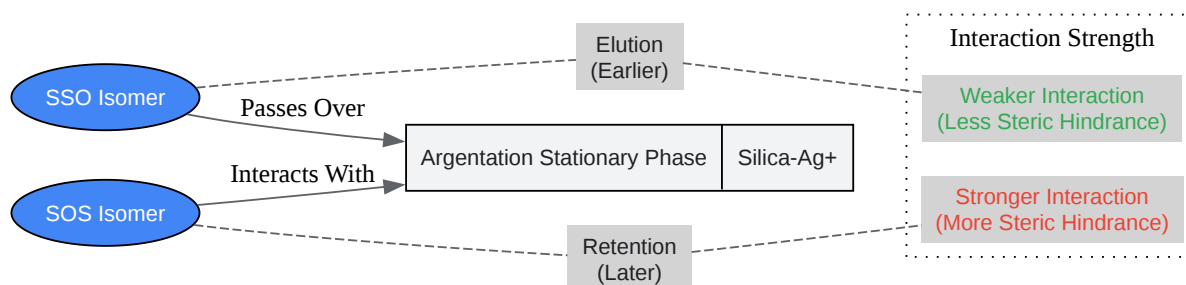 SSO Isomer
Passes Over
Elution
(Earlier)
Interaction Strength
Weaker Interaction
(Less Steric Hindrance)
Argentation Stationary Phase
Silica-Ag+
Interacts With
SOS Isomer
Stronger Interaction
(More Steric Hindrance)
Retention
(Later)